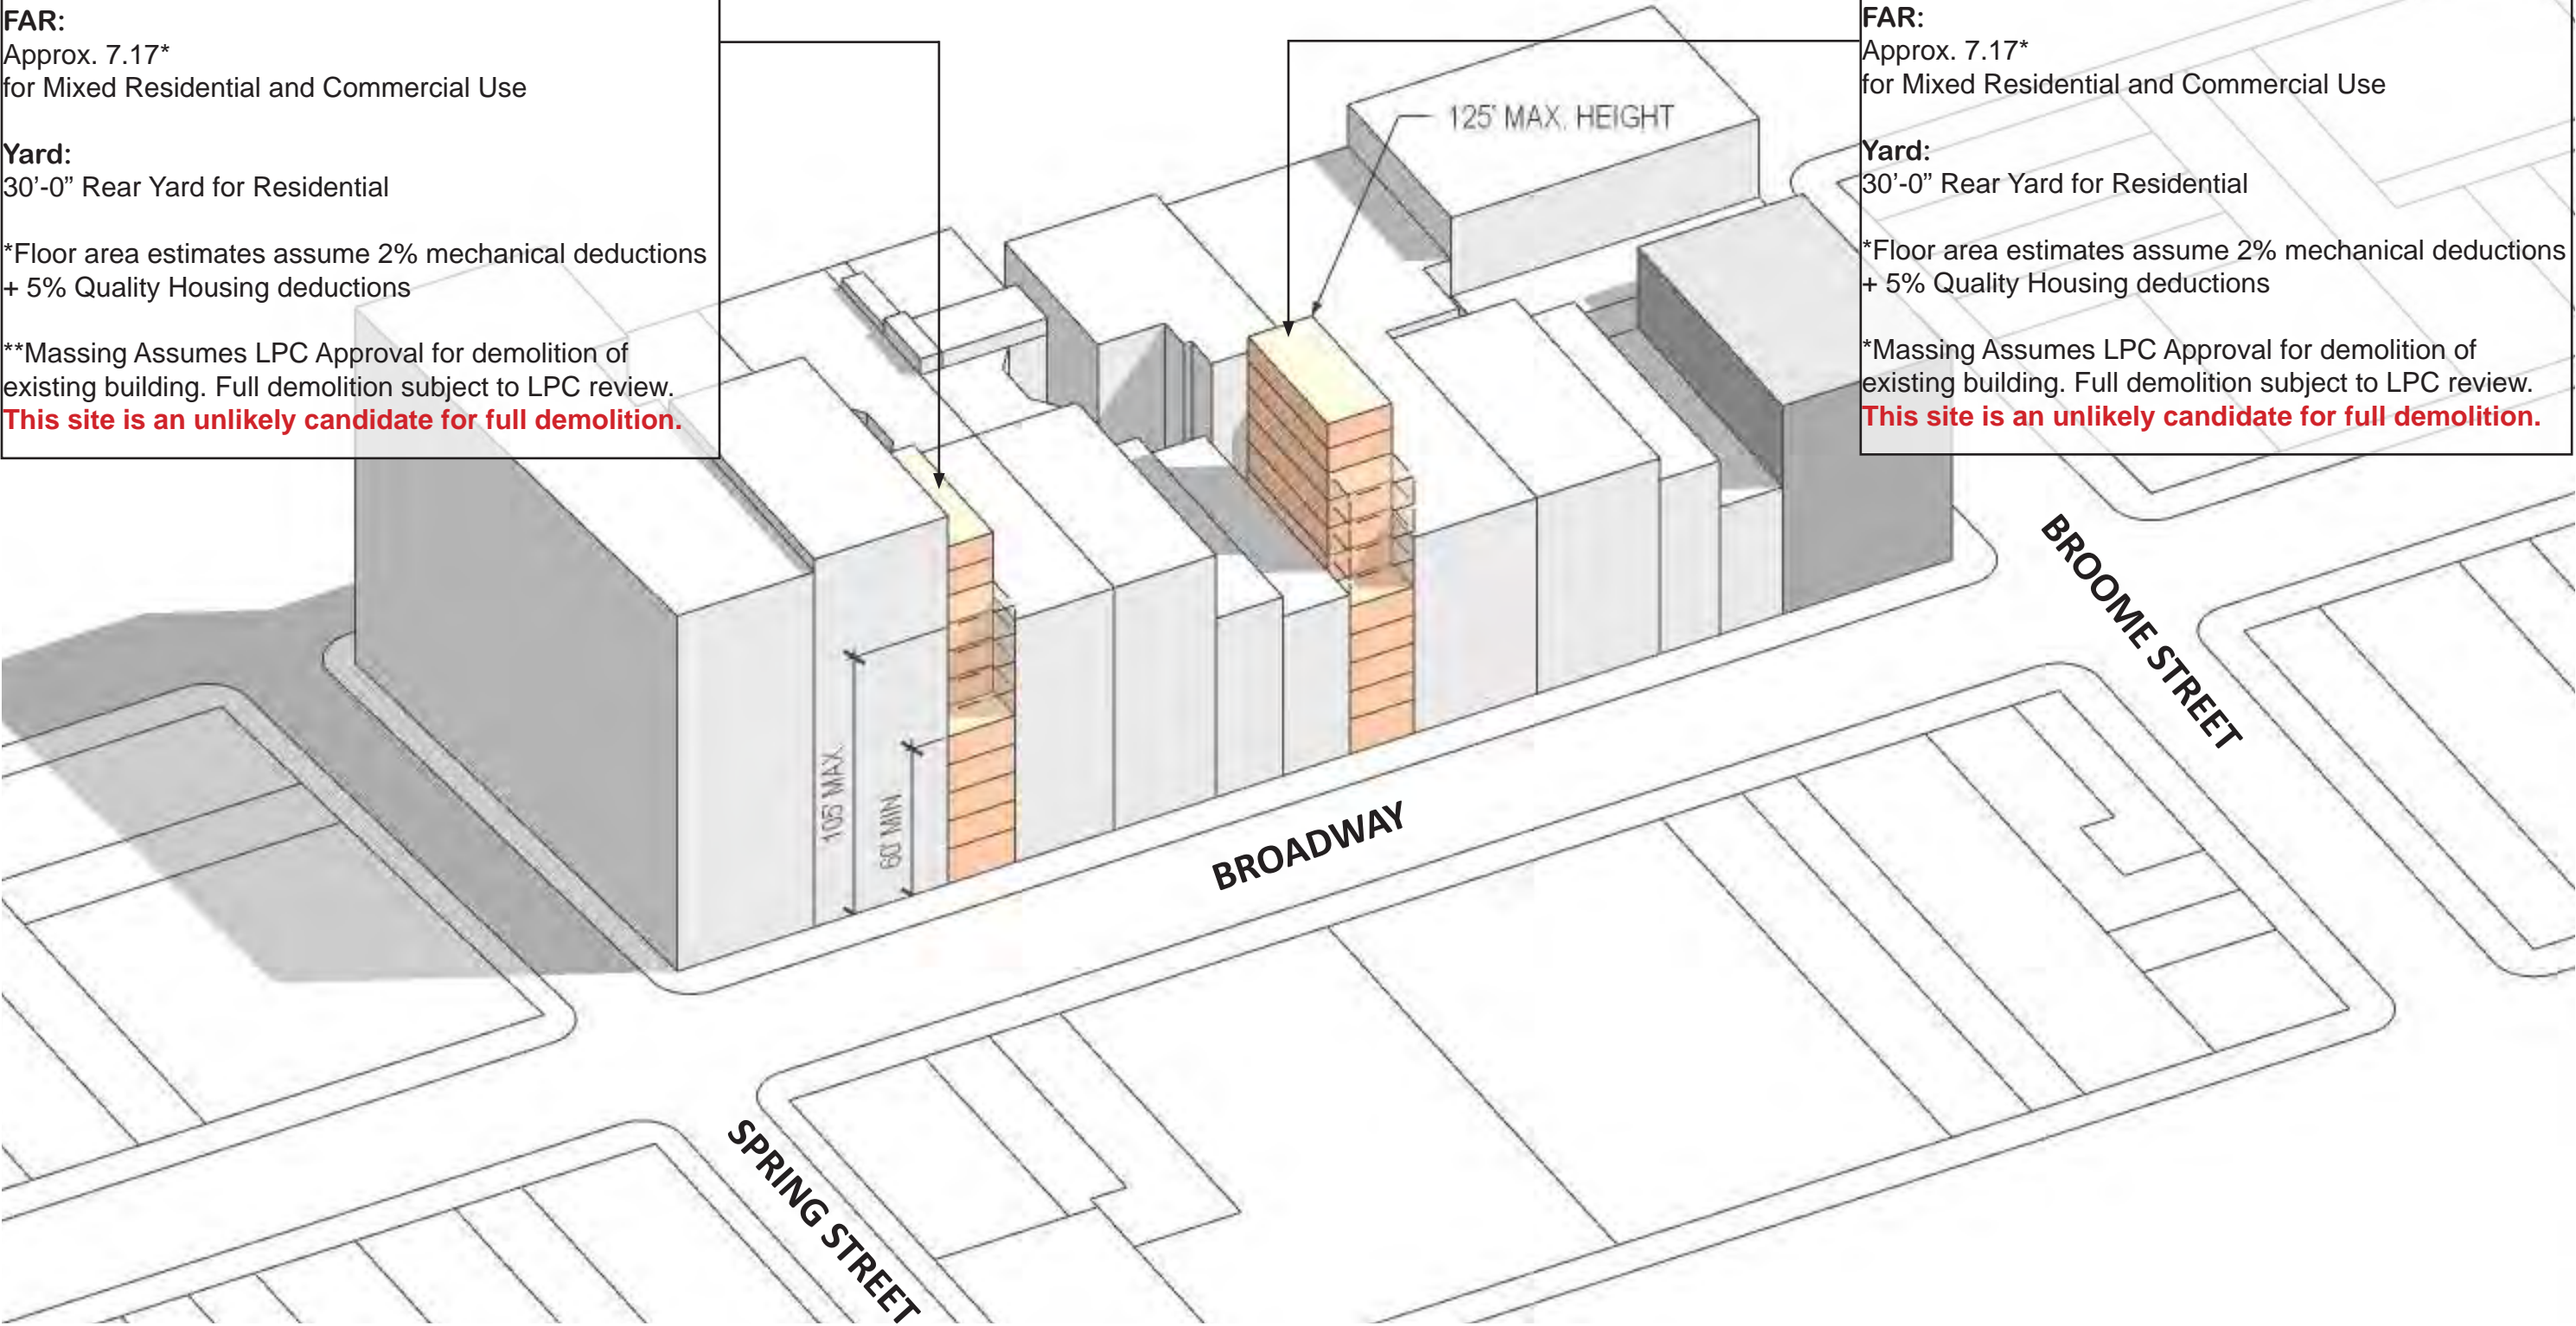 FAR:
Approx. 7.17*
for Mixed Residential and Commercial Use
Yard:
30’-0” Rear Yard for Residential
*Floor area estimates assume 2% mechanical deductions
+ 5% Quality Housing deductions
**Massing Assumes LPC Approval for demolition of
existing building. Full demolition subject to LPC review.
This site is an unlikely candidate for full demolition.
FAR:
Approx. 7.17*
for Mixed Residential and Commercial Use
Yard:
30’-0” Rear Yard for Residential
*Floor area estimates assume 2% mechanical deductions
+ 5% Quality Housing deductions
*Massing Assumes LPC Approval for demolition of
existing building. Full demolition subject to LPC review.
This site is an unlikely candidate for full demolition.
125' MAX. HEIGHT
105' MAX.
60' MIN.
BROADWAY
BROOME STREET
SPRING STREET